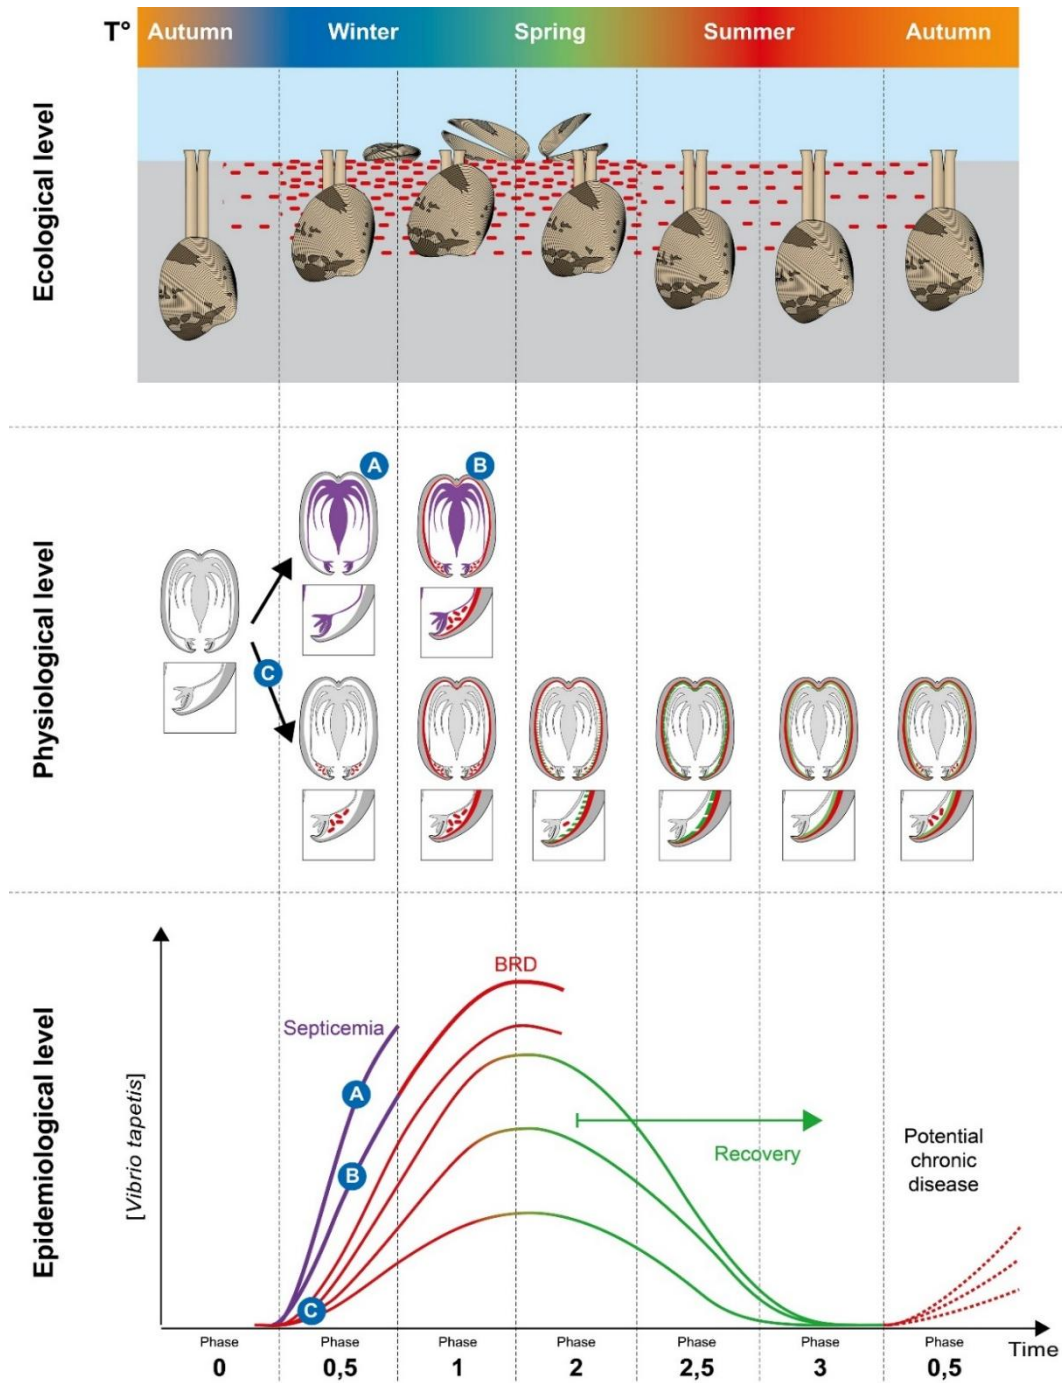 T° Autumn Winter Spring Summer Autumn
Ecological level
A B
C
Physiological level
BRD
Septicemia
A
B
C
Recovery
Potential
chronic
disease
[Vibrio tapetis]
Epidemiological level
Phase Phase Phase Phase Phase Phase Phase
Time
0 0,5 1 2 2,5 3 0,5